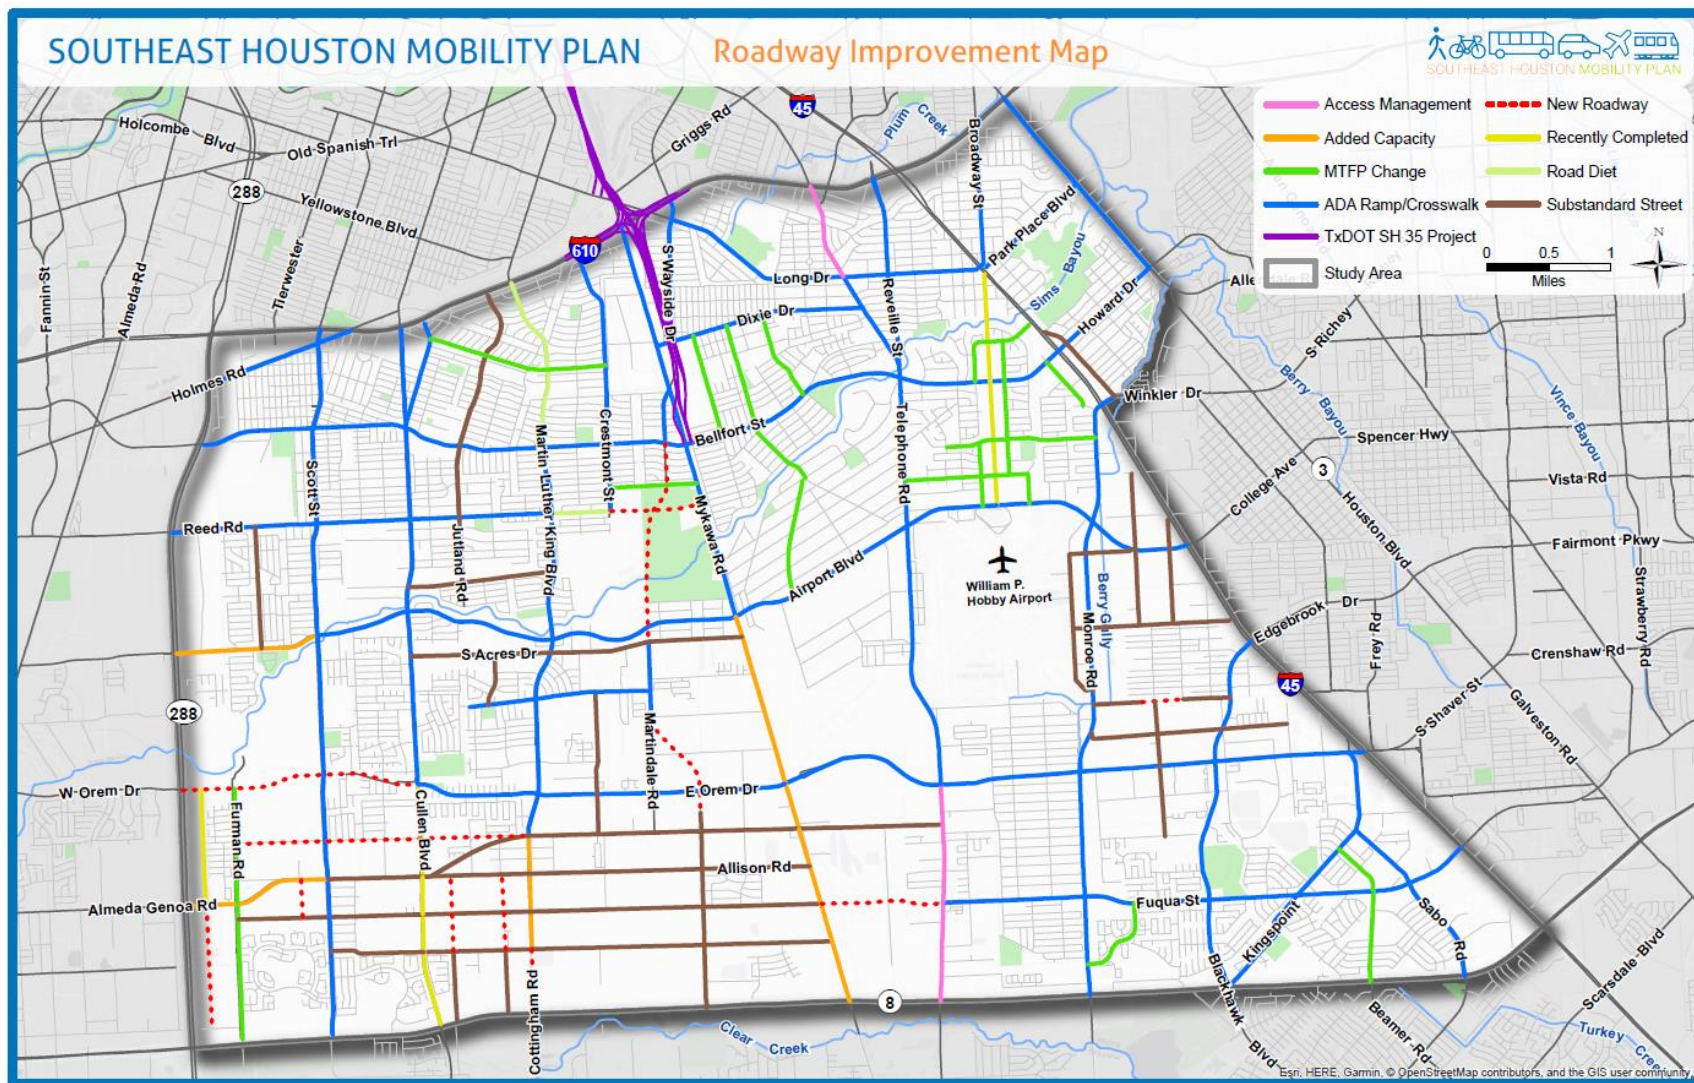 SOUTHEAST HOUSTON MOBILITY PLAN
Roadway Improvement Map
SOUTHEAST HOUSTON MOBILITY PLAN
Access Management
New Roadway
Added Capacity
Recently Completed
MTFP Change
Road Diet
ADA Ramp/Crosswalk
Substandard Street
TxDOT SH 35 Project
Study Area
N
0 0.5 1
Miles
Holcombe Blvd
Old Spanish Trl
288
Yellowstone Blvd
Griggs Rd
45
Plum Creek
Broadway St
Park Place Blvd
Fannin St
Almeda Rd
Tierwester
610
S Wayside Dr
Long Dr
Sims Bayou
Dixie Dr
Reveille St
Howard Dr
S Richey
Berry Bayou
Holmes Rd
Winkler Dr
Vince Bayou
Spencer Hwy
Bellfort St
Crestmont St
Martin Luther King Blvd
Telephone Rd
3
College Ave
Vista Rd
Scott St
Reed Rd
Jutland Rd
Mykawa Rd
Houston Blvd
Fairmont Pkwy
Airport Blvd
William P.
Hobby Airport
Berry Gully
Strawberry Rd
Edgebrook Dr
Frey Rd
Monroe Rd
S Acres Dr
Crenshaw Rd
45
288
Martindale Rd
S Shaver St
Galveston Rd
W Orem Dr
E Orem Dr
Furman Rd
Cullen Blvd
Allison Rd
Almeda Genoa Rd
Fuqua St
Kingspoint
Sabo Rd
Blackhawk Blvd
Cottingham Rd
8
Scarsdale Blvd
Clear Creek
Beamer Rd
Turkey Cree
Esri, HERE, Garmin, © OpenStreetMap contributors, and the GIS user community